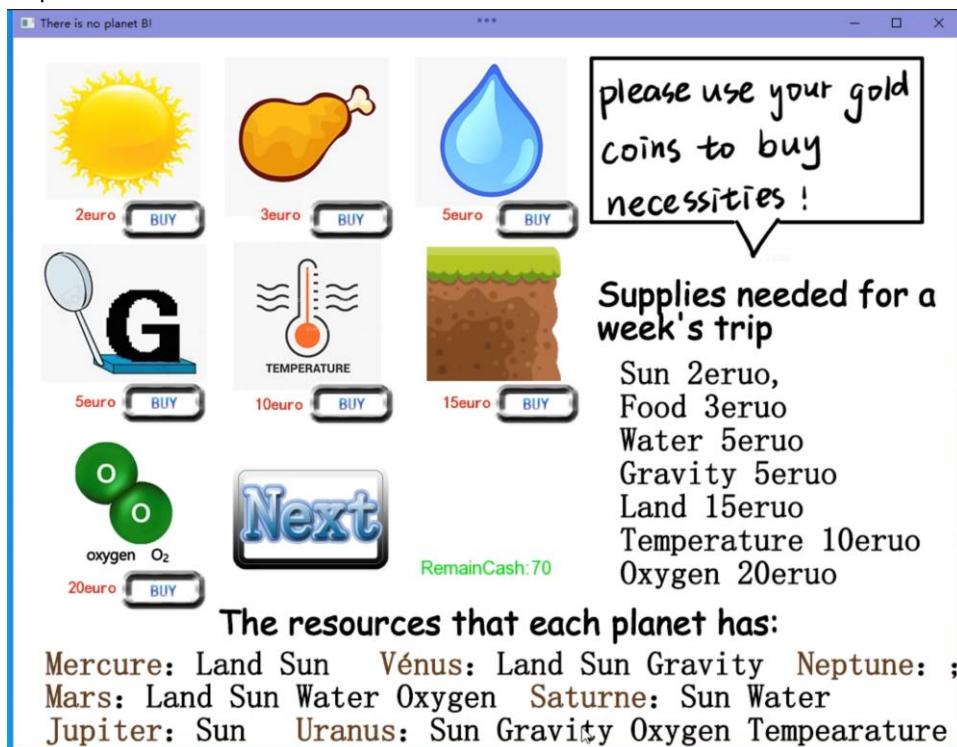 There is no planet B!
please use your gold
coins to buy
necessities !
2euro BUY 3euro BUY 5euro BUY
G
TEMPERATURE
5euro BUY 10euro BUY 15euro BUY
Supplies needed for a
week's trip
Sun 2eruo,
Food 3eruo
Water 5eruo
Gravity 5eruo
Land 15eruo
Temperature 10eruo
Oxygen 20eruo
O
O
oxygen O₂
20euro BUY
Next
RemainCash:70
The resources that each planet has:
Mercure: Land Sun Vénus: Land Sun Gravity Neptune: ;
Mars: Land Sun Water Oxygen Saturne: Sun Water
Jupiter: Sun Uranus: Sun Gravity Oxygen Tempearature